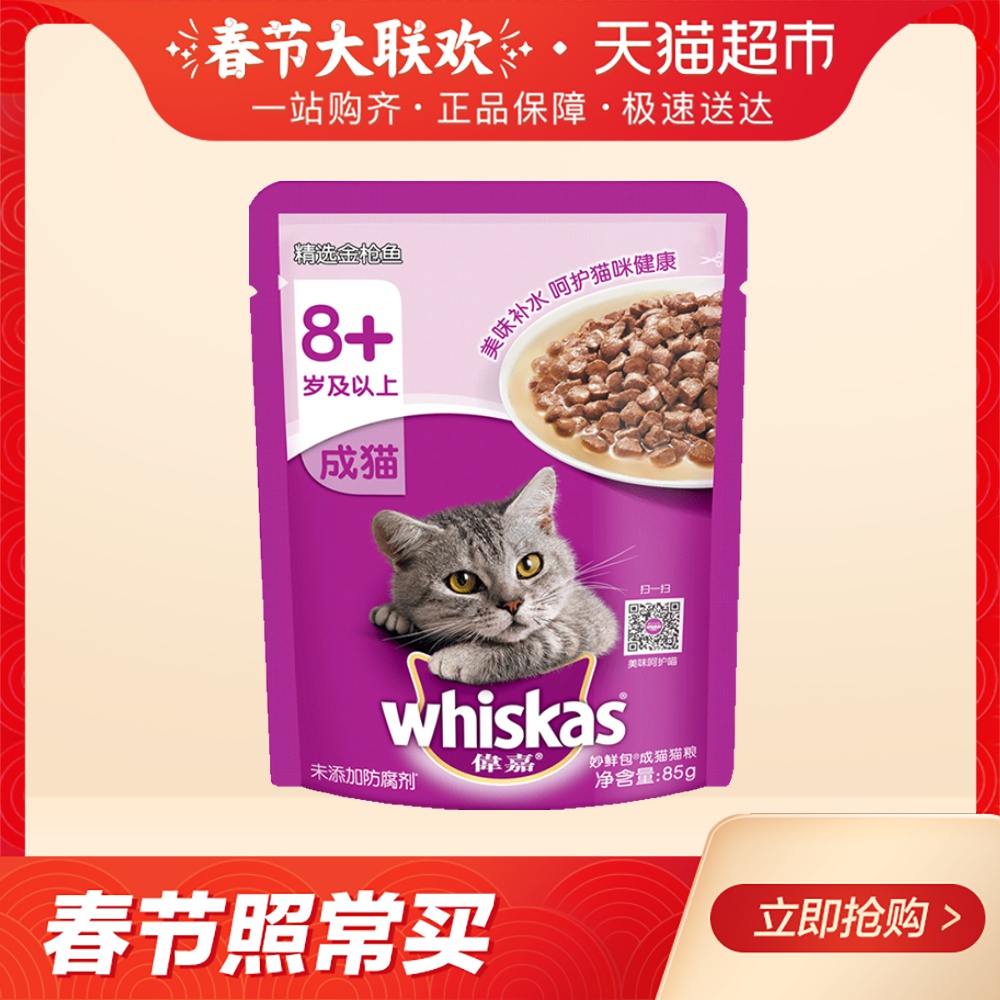 春节大联欢·天猫超市
一站购齐·正品保障·极速送达
精选金枪鱼
8+
岁及以上
成猫
美味补水 呵护猫咪健康
扫一扫
美味呵护喵
whiskas®
偉嘉®
未添加防腐剂
妙鲜包®成猫猫粮
净含量:85g
春节照常买
立即抢购 >